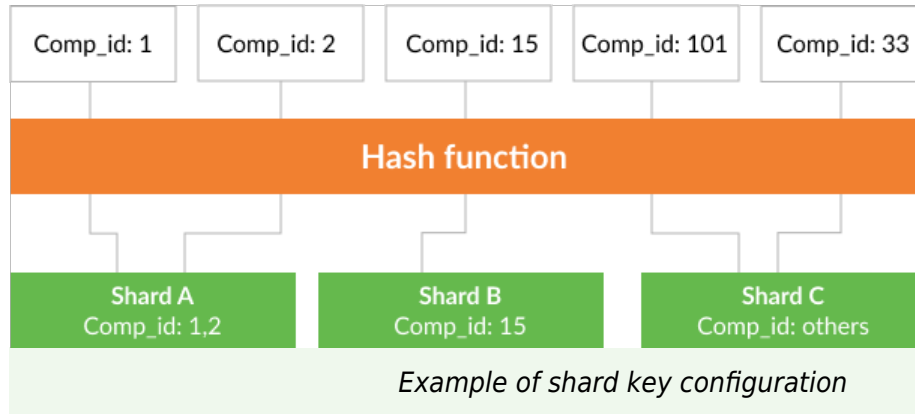 Comp_id: 1
Comp_id: 2
Comp_id: 15
Comp_id: 101
Comp_id: 33
Hash function
Shard A
Comp_id: 1,2
Shard B
Comp_id: 15
Shard C
Comp_id: others
Example of shard key configuration